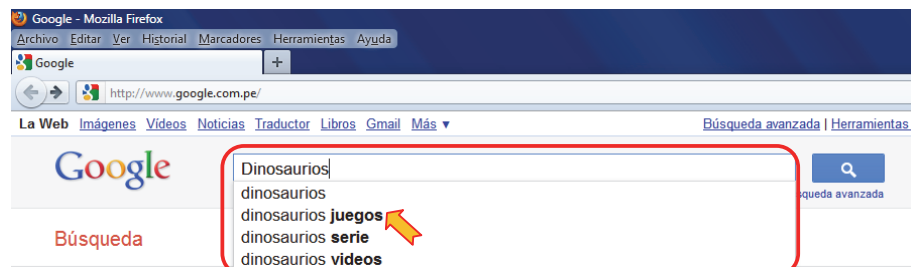 Google - Mozilla Firefox
Archivo Editar Ver Historial Marcadores Herramientas Ayuda
Google +
http://www.google.com.pe/
La Web Imágenes Vídeos Noticias Traductor Libros Gmail Más ▼ Búsqueda avanzada | Herramientas
Google Dinosaurios
dinosaurios
squeda avanzada
dinosaurios juegos
dinosaurios serie
Búsqueda
dinosaurios videos